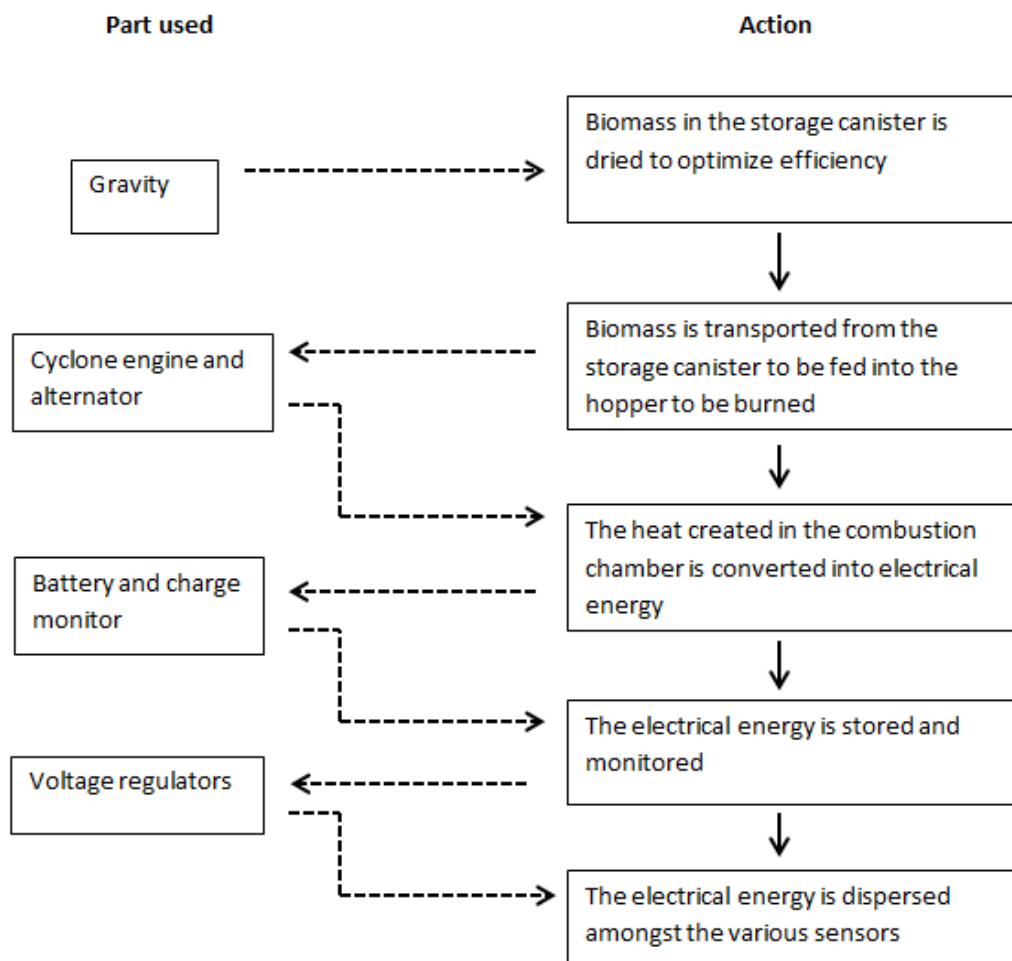 Part used
Action
Biomass in the storage canister is
dried to optimize efficiency
Gravity
Biomass is transported from the
storage canister to be fed into the
hopper to be burned
Cyclone engine and
alternator
The heat created in the combustion
chamber is converted into electrical
energy
Battery and charge
monitor
The electrical energy is stored and
monitored
Voltage regulators
The electrical energy is dispersed
amongst the various sensors